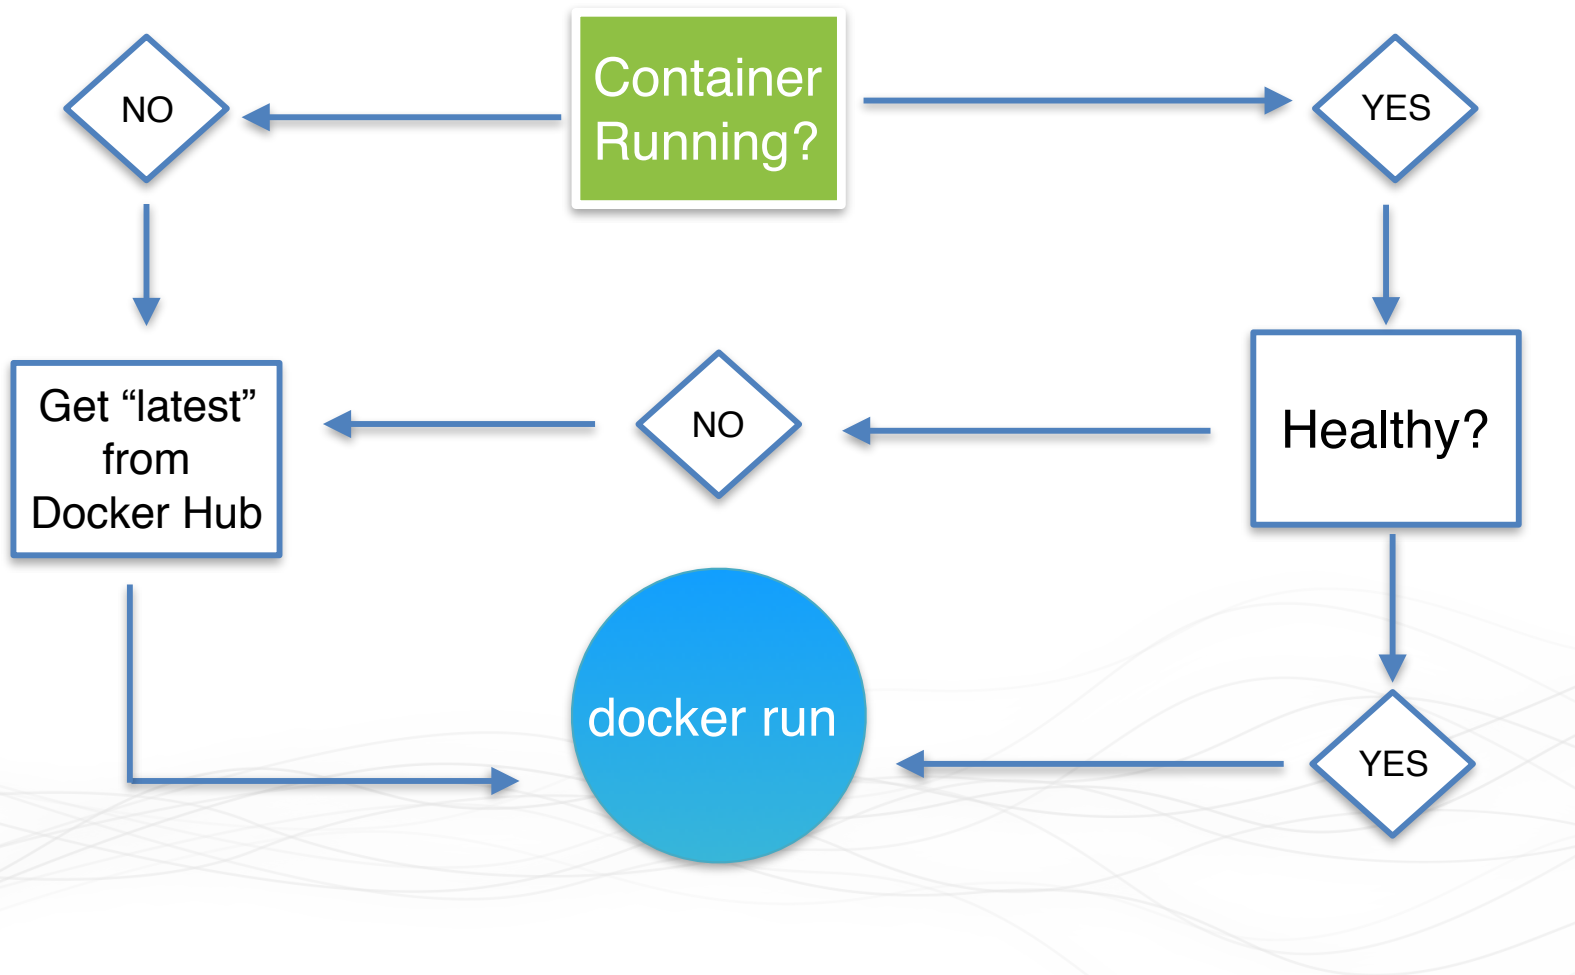 Container
Running?
NO
YES
Get “latest”
from
Docker Hub
NO
Healthy?
docker run
YES